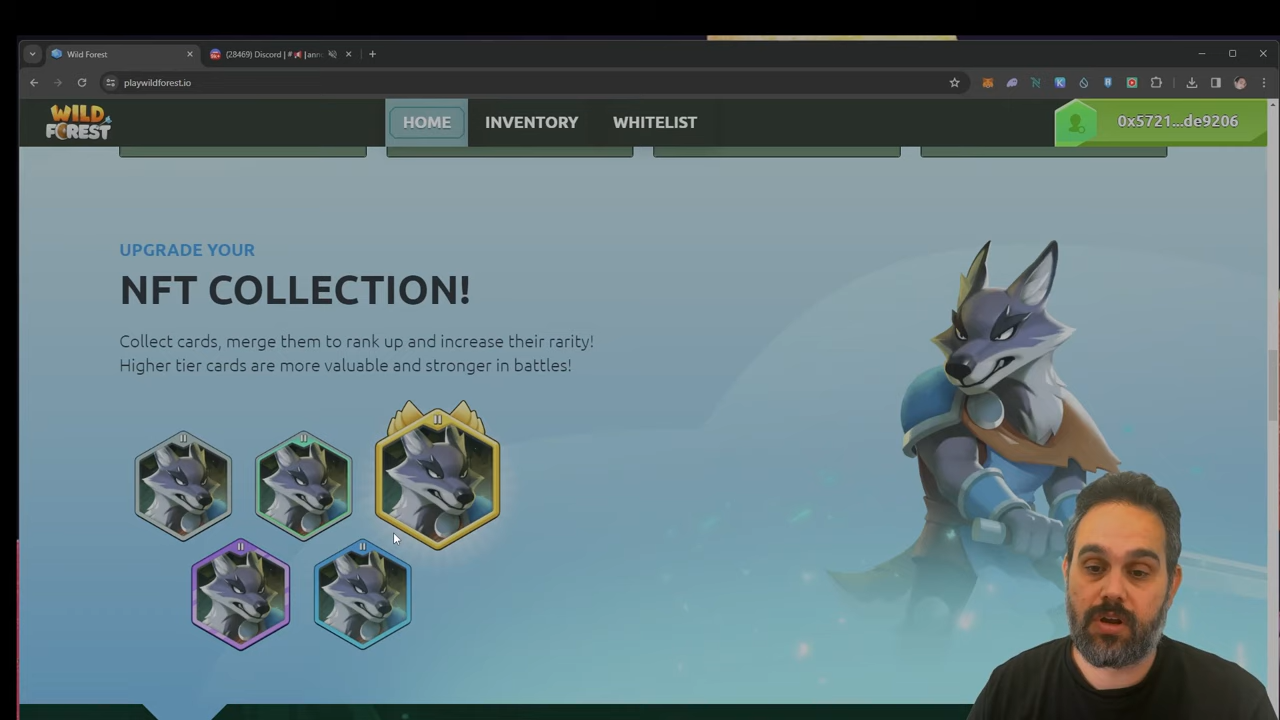 Wild Forest
(28469) Discord | #
playwildforest.io
WILD
FOREST
HOME
INVENTORY
WHITELIST
0x5721...de9206
UPGRADE YOUR
NFT COLLECTION!
Collect cards, merge them to rank up and increase their rarity!
Higher tier cards are more valuable and stronger in battles!